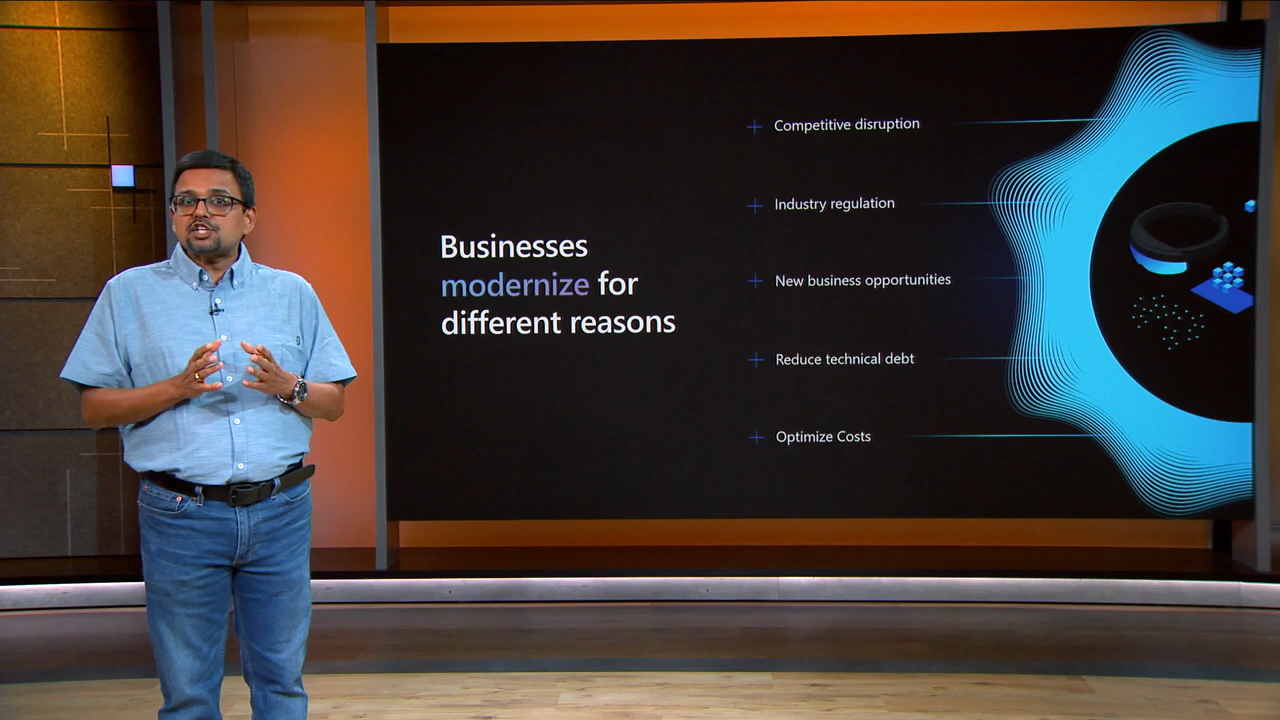 Businesses
modernize for
different reasons
Competitive disruption
Industry regulation
New business opportunities
Reduce technical debt
Optimize Costs